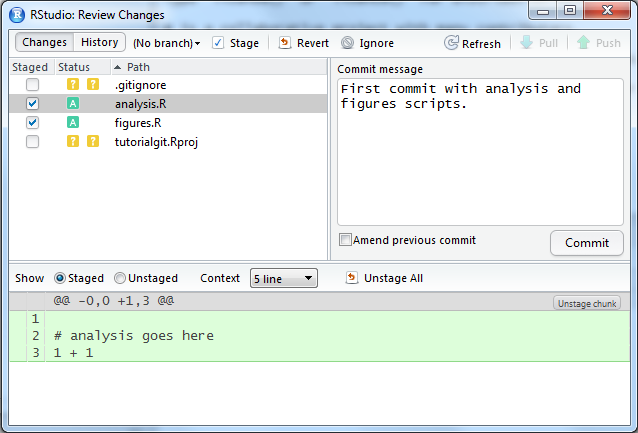 RStudio: Review Changes
Changes History (No branch) Stage Revert Ignore Refresh Pull Push
Staged Status Path
? ? .gitignore
A analysis.R
A figures.R
? ? tutorialgit.Rproj
Commit message
First commit with analysis and
figures scripts.
Amend previous commit
Commit
Show Staged Unstaged Context 5 line Unstage All
@@ -0,0 +1,3 @@ Unstage chunk
1
2 # analysis goes here
3 1 + 1